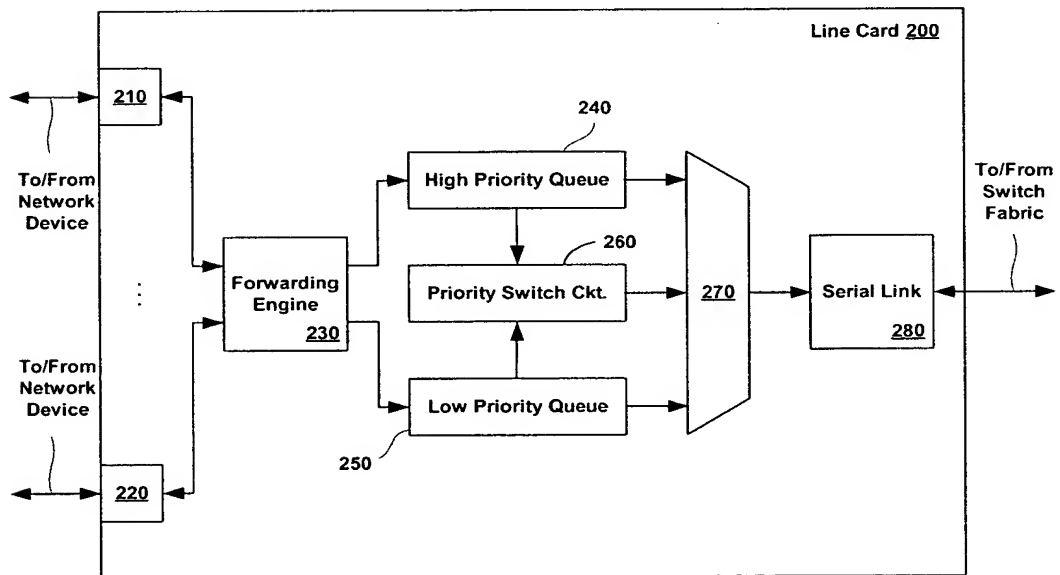 Line Card 200
210
To/From
Network
Device
240
High Priority Queue
To/From
Switch
Fabric
260
Forwarding
Engine
230
Priority Switch Ckt.
270
Serial Link
280
...
To/From
Network
Device
Low Priority Queue
250
220